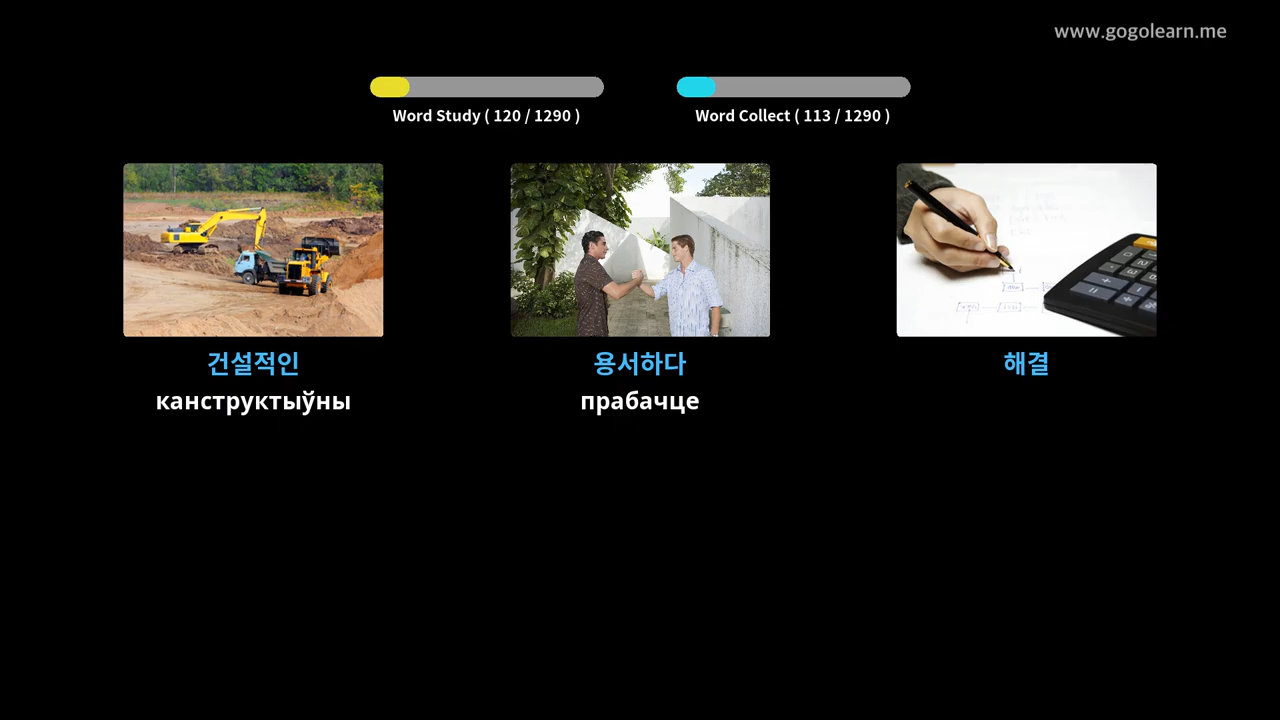 www.gogolearn.me
Word Study ( 120 / 1290 )
Word Collect ( 113 / 1290 )
건설적인
канструктыўны
용서하다
прабачце
해결